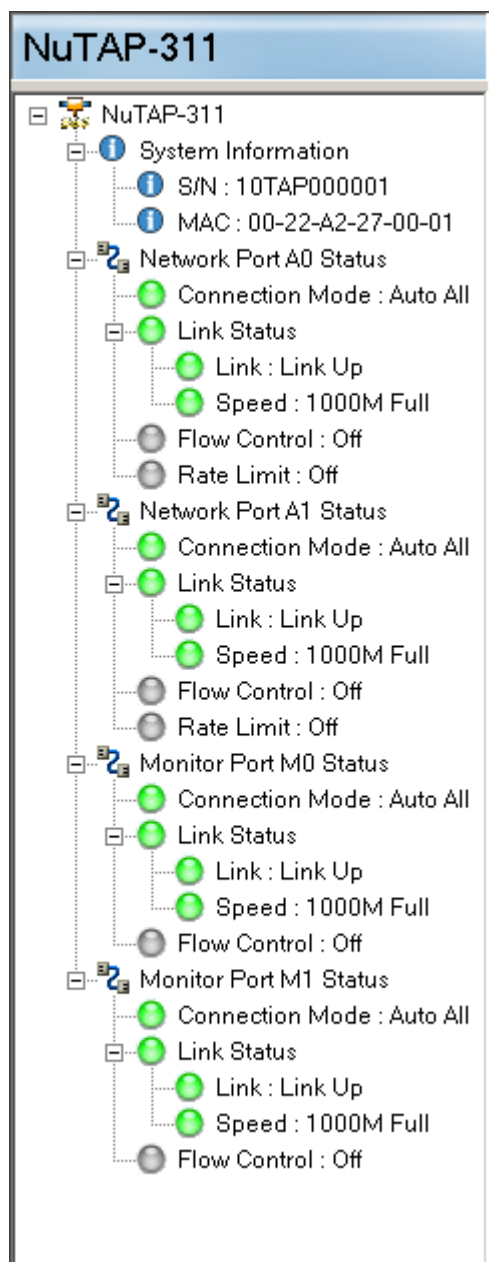 NuTAP-311
NuTAP-311
System Information
S/N : 10TAP000001
MAC : 00-22-A2-27-00-01
Network Port A0 Status
Connection Mode : Auto All
Link Status
Link : Link Up
Speed : 1000M Full
Flow Control : Off
Rate Limit : Off
Network Port A1 Status
Connection Mode : Auto All
Link Status
Link : Link Up
Speed : 1000M Full
Flow Control : Off
Rate Limit : Off
Monitor Port M0 Status
Connection Mode : Auto All
Link Status
Link : Link Up
Speed : 1000M Full
Flow Control : Off
Monitor Port M1 Status
Connection Mode : Auto All
Link Status
Link : Link Up
Speed : 1000M Full
Flow Control : Off